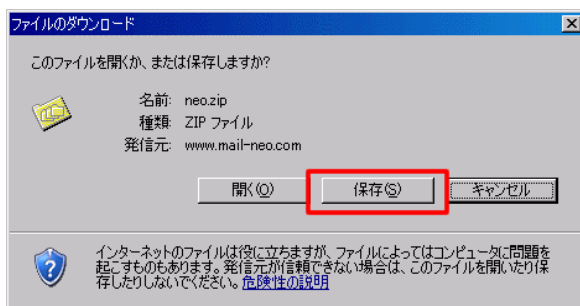 ファイルのダウンロード
このファイルを開くか、または保存しますか?
名前: neo.zip
種類: ZIP ファイル
発信元: www.mail-neo.com
開く(O) 保存(S) キャンセル
インターネットのファイルは役に立ちますが、ファイルによってはコンピュータに問題を
起こすものもあります。発信元が信頼できない場合は、このファイルを開いたり保
存したりしないでください。危険性の説明